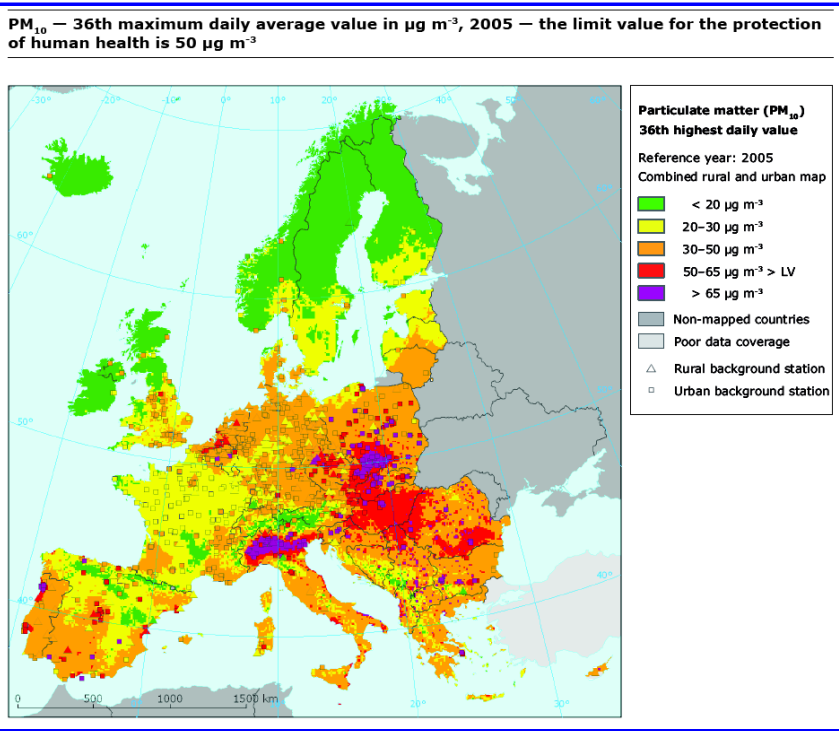 PM₁₀ — 36th maximum daily average value in µg m⁻³, 2005 — the limit value for the protection
of human health is 50 µg m⁻³
-30°
-20°
-10°
0°
10°
20°
30°
40°
50°
60°
60°
50°
50°
40°
40°
Particulate matter (PM₁₀)
36th highest daily value
Reference year: 2005
Combined rural and urban map
< 20 µg m⁻³
20–30 µg m⁻³
30–50 µg m⁻³
50–65 µg m⁻³ > LV
> 65 µg m⁻³
Non-mapped countries
Poor data coverage
Rural background station
Urban background station
0 500 1000 1500 km
20°
30°